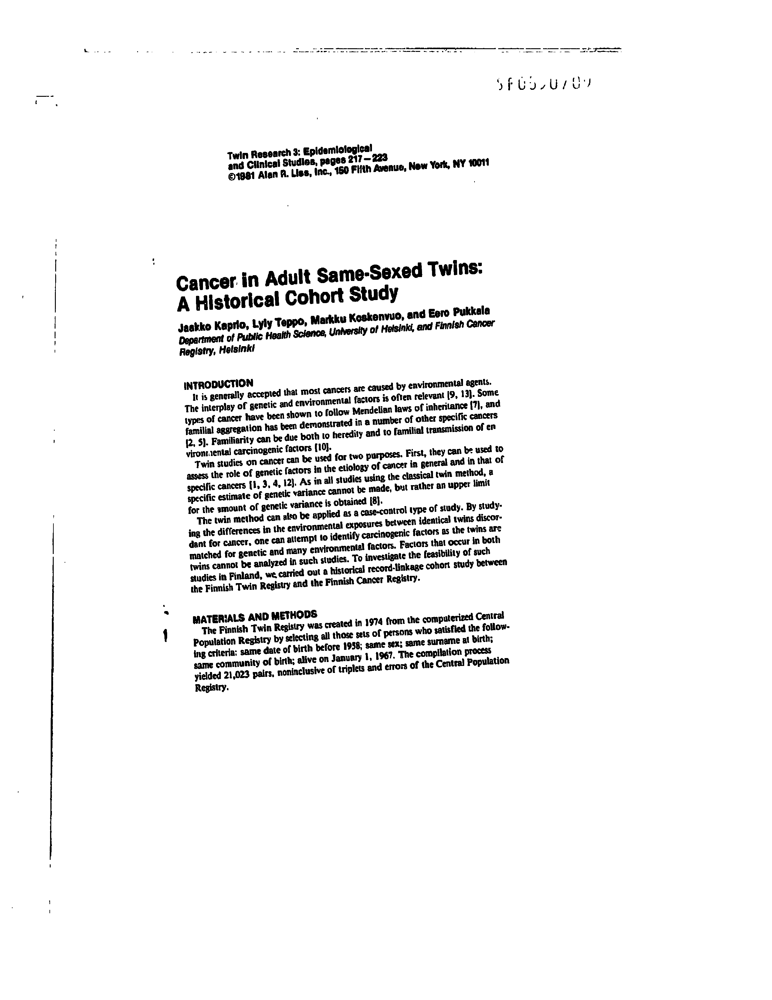 Twin Research 3: Epidemiological
and Clinical Studies, pages 217–223
©1981 Alan R. Liss, Inc., 150 Fifth Avenue, New York, NY 10011
Cancer in Adult Same-Sexed Twins:
A Historical Cohort Study
Jaakko Kaprio, Lyly Teppo, Markku Koskenvuo, and Eero Pukkala
Department of Public Health Science, University of Helsinki, and Finnish Cancer
Registry, Helsinki
INTRODUCTION
It is generally accepted that most cancers are caused by environmental agents.
The interplay of genetic and environmental factors is often relevant [9, 13]. Some
types of cancer have been shown to follow Mendelian laws of inheritance [7], and
familial aggregation has been demonstrated in a number of other specific cancers
[2, 5]. Familiarity can be due both to heredity and to familial transmission of en
vironmental carcinogenic factors [10].
Twin studies on cancer can be used for two purposes. First, they can be used to
assess the role of genetic factors in the etiology of cancer in general and in that of
specific cancers [1, 3, 4, 12]. As in all studies using the classical twin method, a
specific estimate of genetic variance cannot be made, but rather an upper limit
for the amount of genetic variance is obtained [8].
The twin method can also be applied as a case-control type of study. By study-
ing the differences in the environmental exposures between identical twins discor-
dant for cancer, one can attempt to identify carcinogenic factors as the twins are
matched for genetic and many environmental factors. Factors that occur in both
twins cannot be analyzed in such studies. To investigate the feasibility of such
studies in Finland, we carried out a historical record-linkage cohort study between
the Finnish Twin Registry and the Finnish Cancer Registry.
MATERIALS AND METHODS
The Finnish Twin Registry was created in 1974 from the computerized Central
Population Registry by selecting all those sets of persons who satisfied the follow-
ing criteria: same date of birth before 1958; same sex; same surname at birth;
same community of birth; alive on January 1, 1967. The compilation process
yielded 21,023 pairs, noninclusive of triplets and errors of the Central Population
Registry.